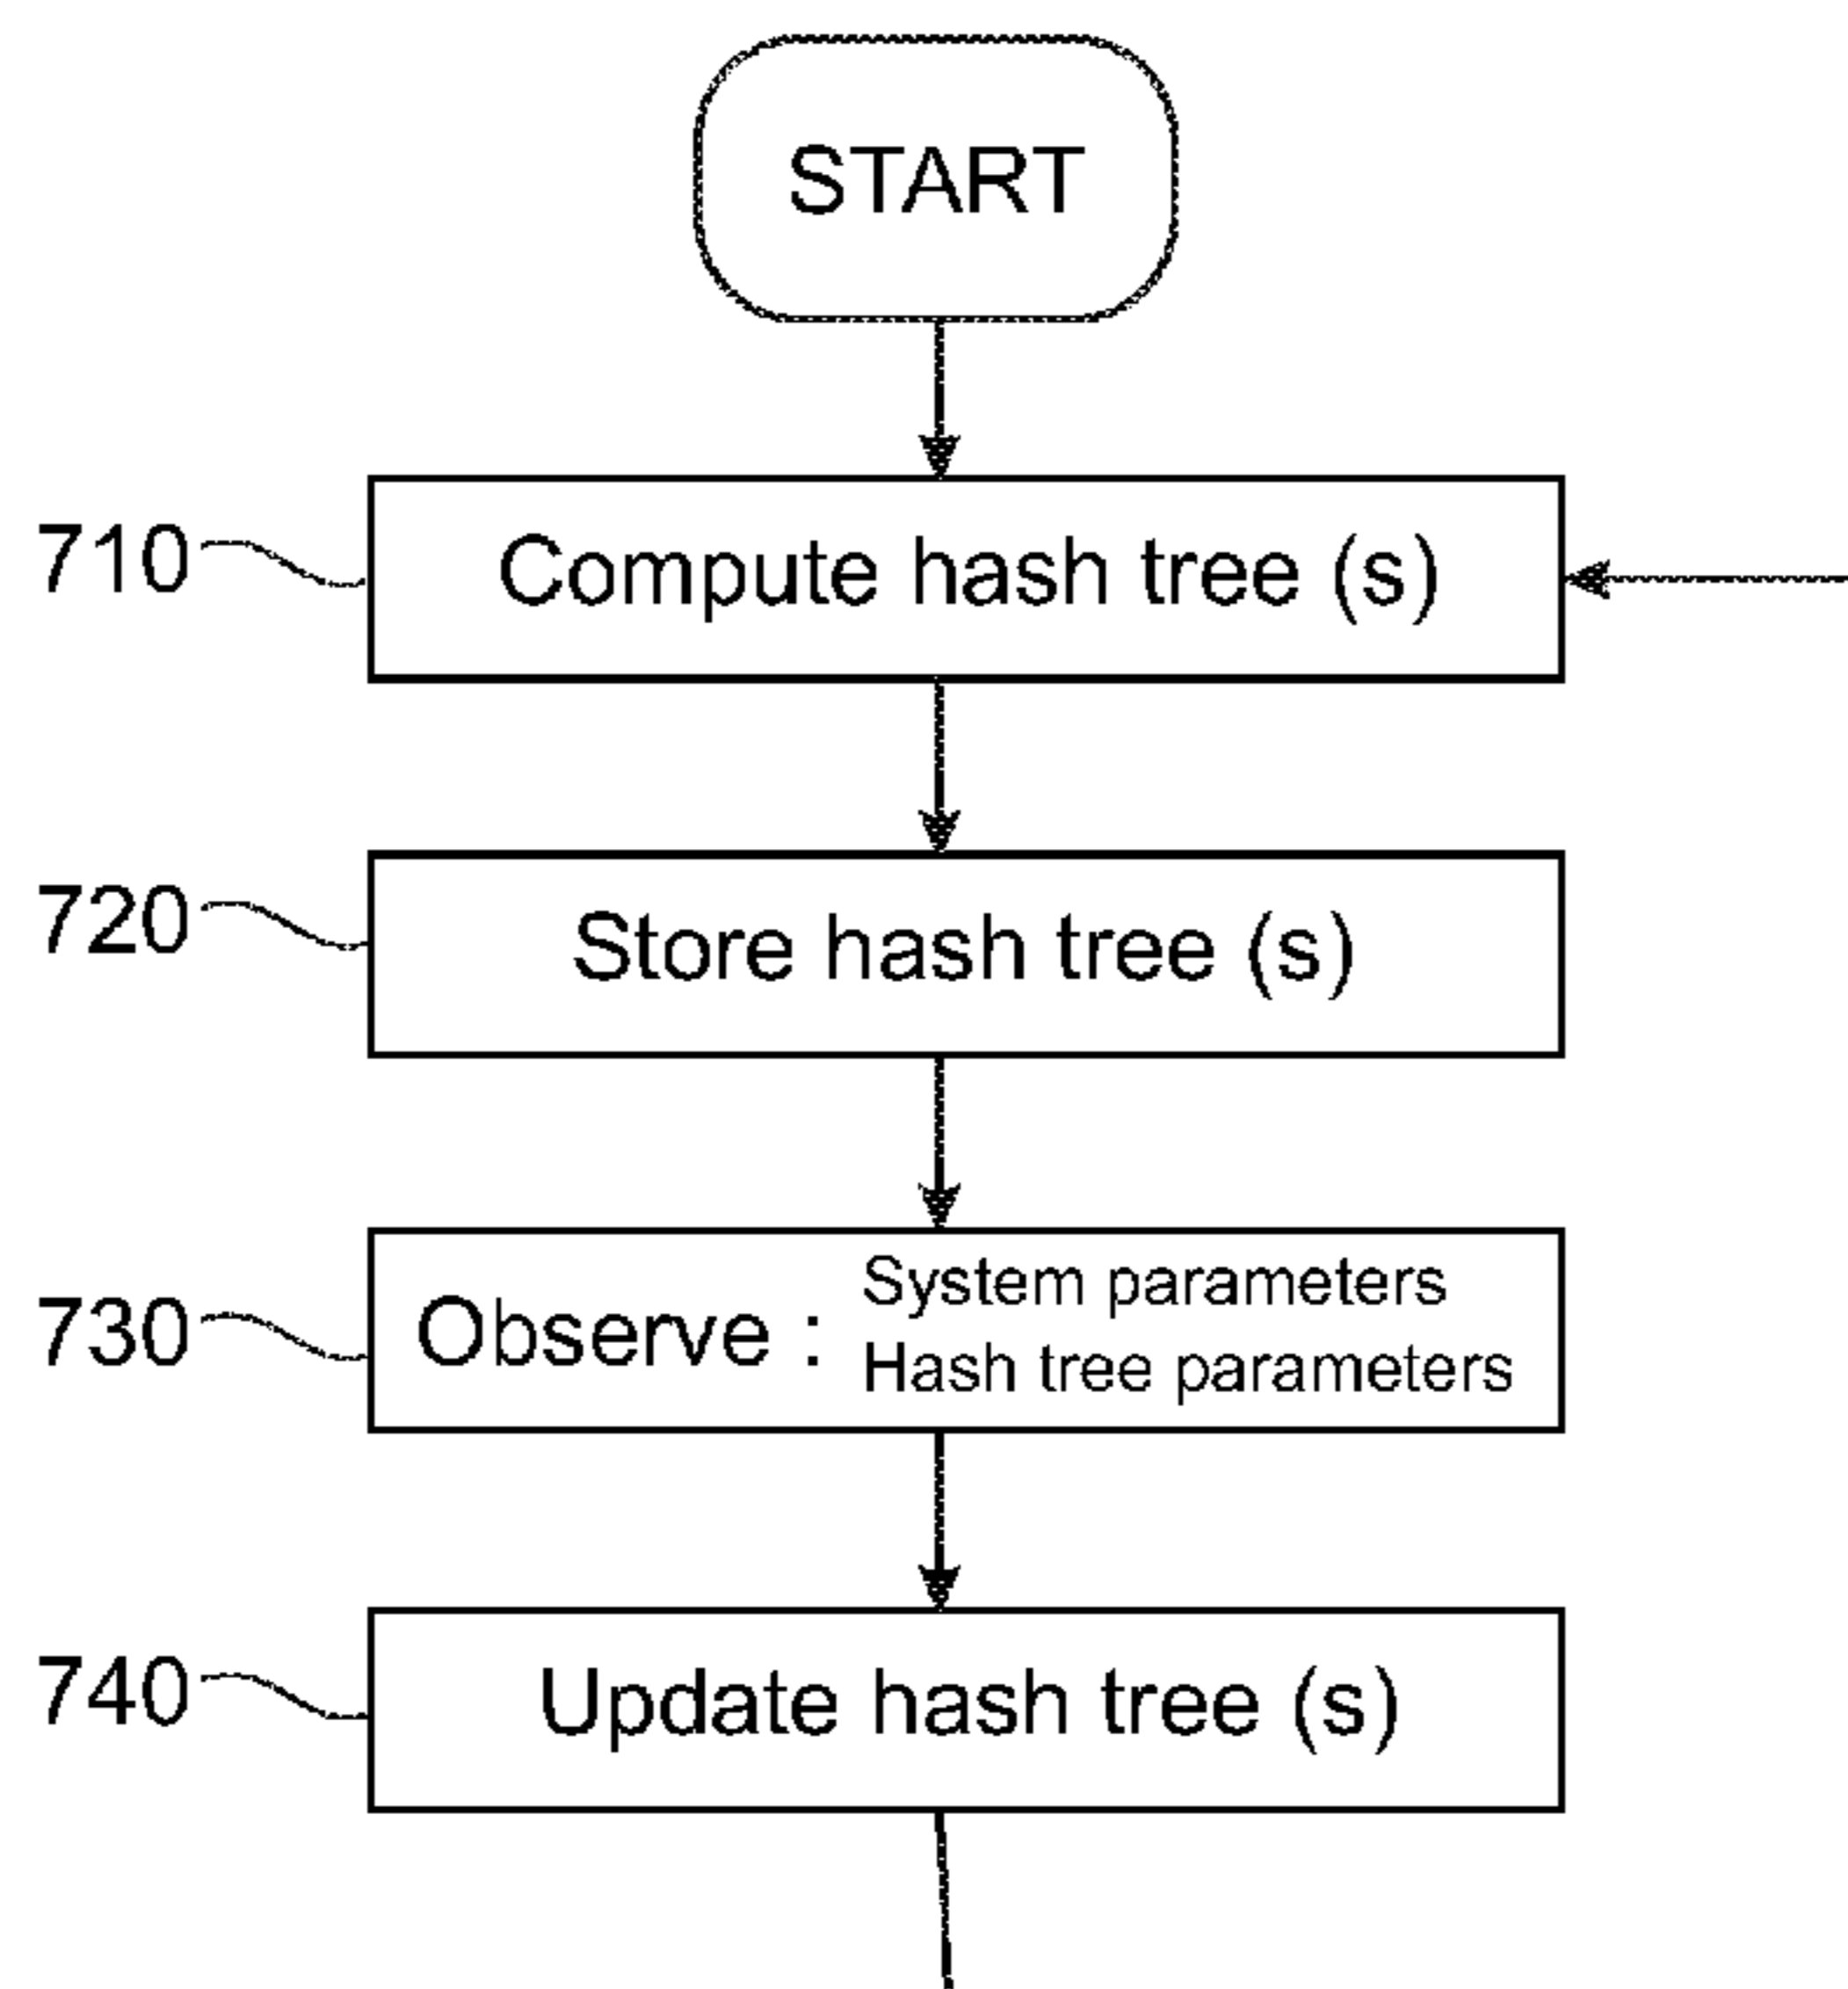 START
710
Compute hash tree (s)
720
Store hash tree (s)
730
Observe :
System parameters
Hash tree parameters
740
Update hash tree (s)